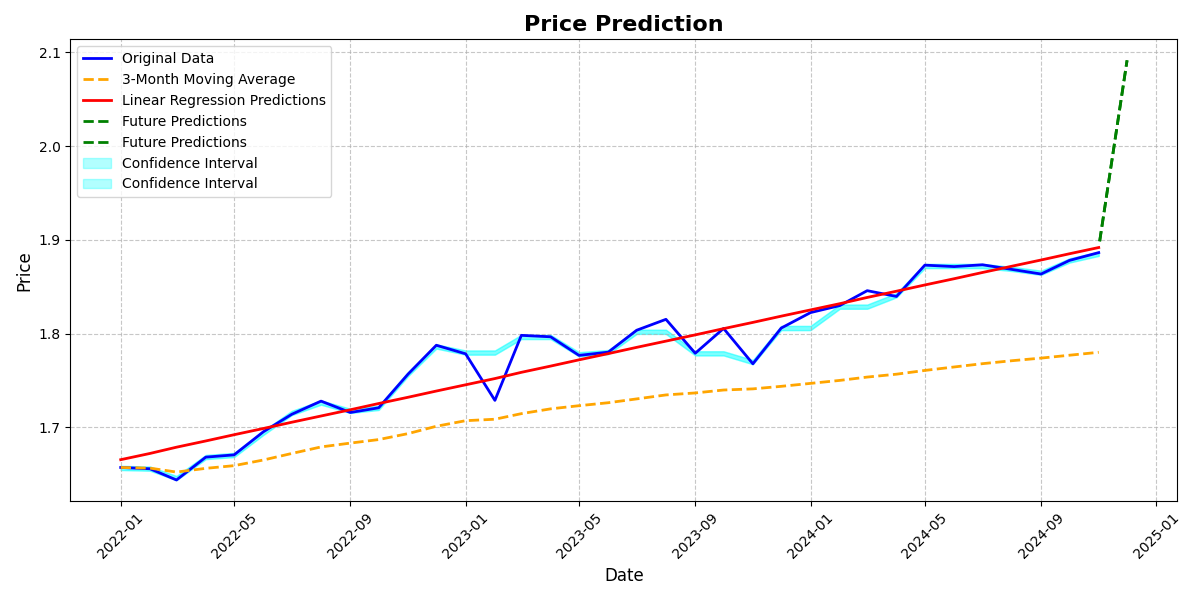 Price Prediction
Original Data
3-Month Moving Average
Linear Regression Predictions
Future Predictions
Future Predictions
Confidence Interval
Confidence Interval
2.1
2.0
1.9
1.8
1.7
Price
2022-01
2022-05
2022-09
2023-01
2023-05
2023-09
2024-01
2024-05
2024-09
2025-01
Date